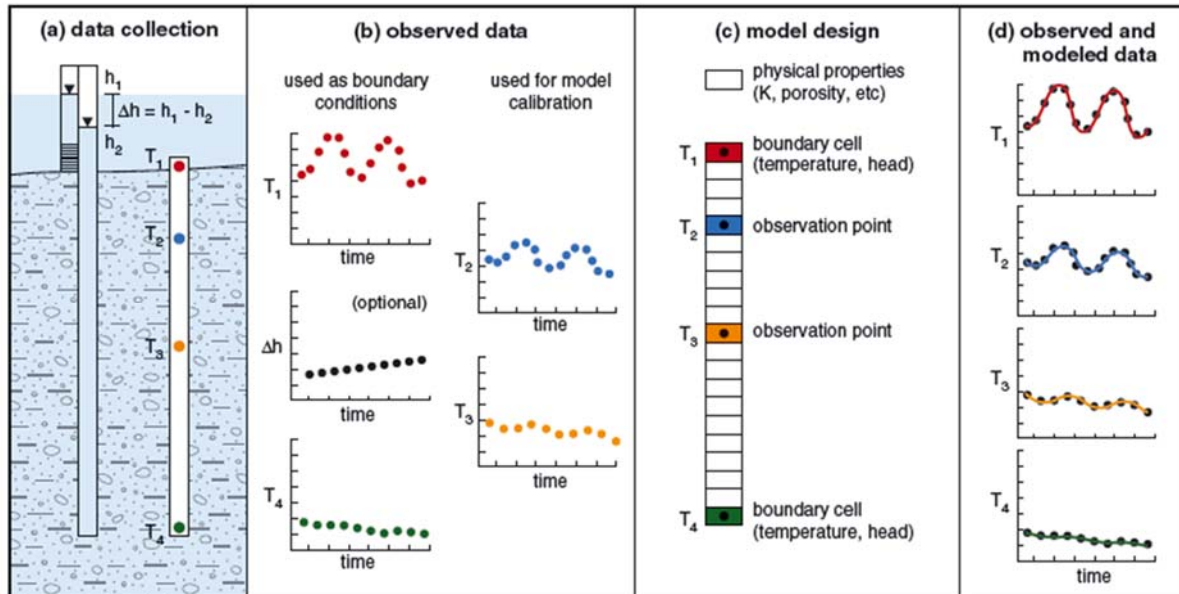 (a) data collection
h1
Δh = h1 - h2
h2
T1
T2
T3
T4
(b) observed data
used as boundary
conditions
T1
time
(optional)
Δh
time
T4
time
used for model
calibration
T2
time
T3
time
(c) model design
physical properties
(K, porosity, etc)
T1
boundary cell
(temperature, head)
T2
observation point
T3
observation point
T4
boundary cell
(temperature, head)
(d) observed and
modeled data
T1
T2
T3
T4
time